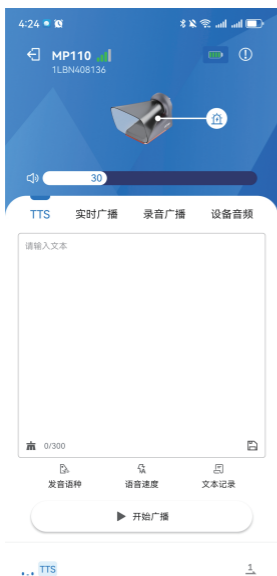 4:24
MP110
1LBN408136
30
TTS 实时广播 录音广播 设备音频
请输入文本
0/300
发音语种 语音速度 文本记录
开始广播
TTS 1